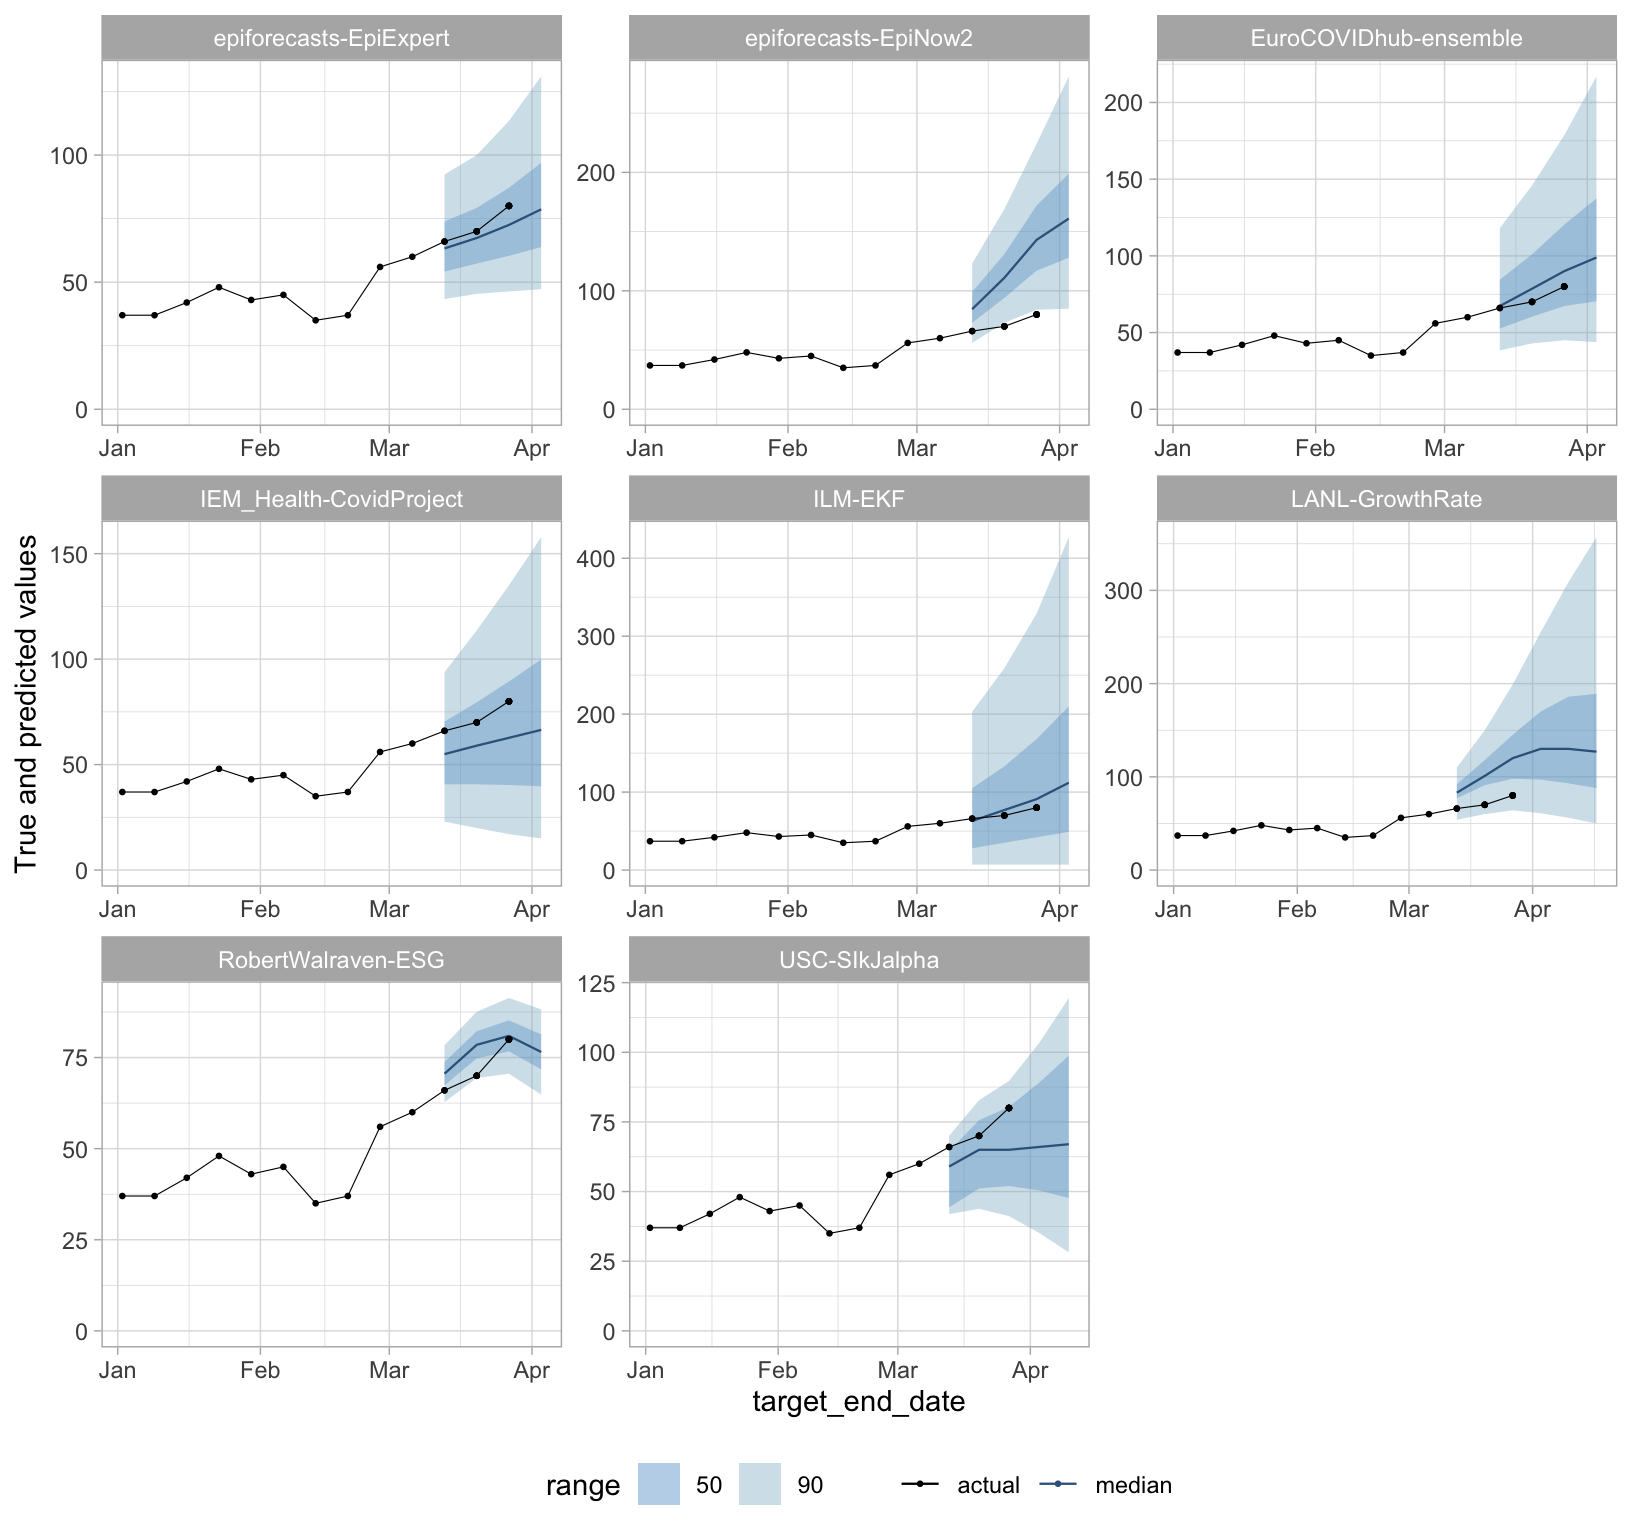 epiforecasts-EpiExpert
epiforecasts-EpiNow2
EuroCOVIDhub-ensemble
100
50
0
Jan Feb Mar Apr
200
100
0
Jan Feb Mar Apr
200
150
100
50
0
Jan Feb Mar Apr
True and predicted values
IEM_Health-CovidProject
ILM-EKF
LANL-GrowthRate
150
100
50
0
Jan Feb Mar Apr
400
300
200
100
0
Jan Feb Mar Apr
300
200
100
0
Jan Feb Mar Apr
RobertWalraven-ESG
USC-SIkJalpha
75
50
25
0
Jan Feb Mar Apr
125
100
75
50
25
0
Jan Feb Mar Apr
target_end_date
range 50 90 actual median